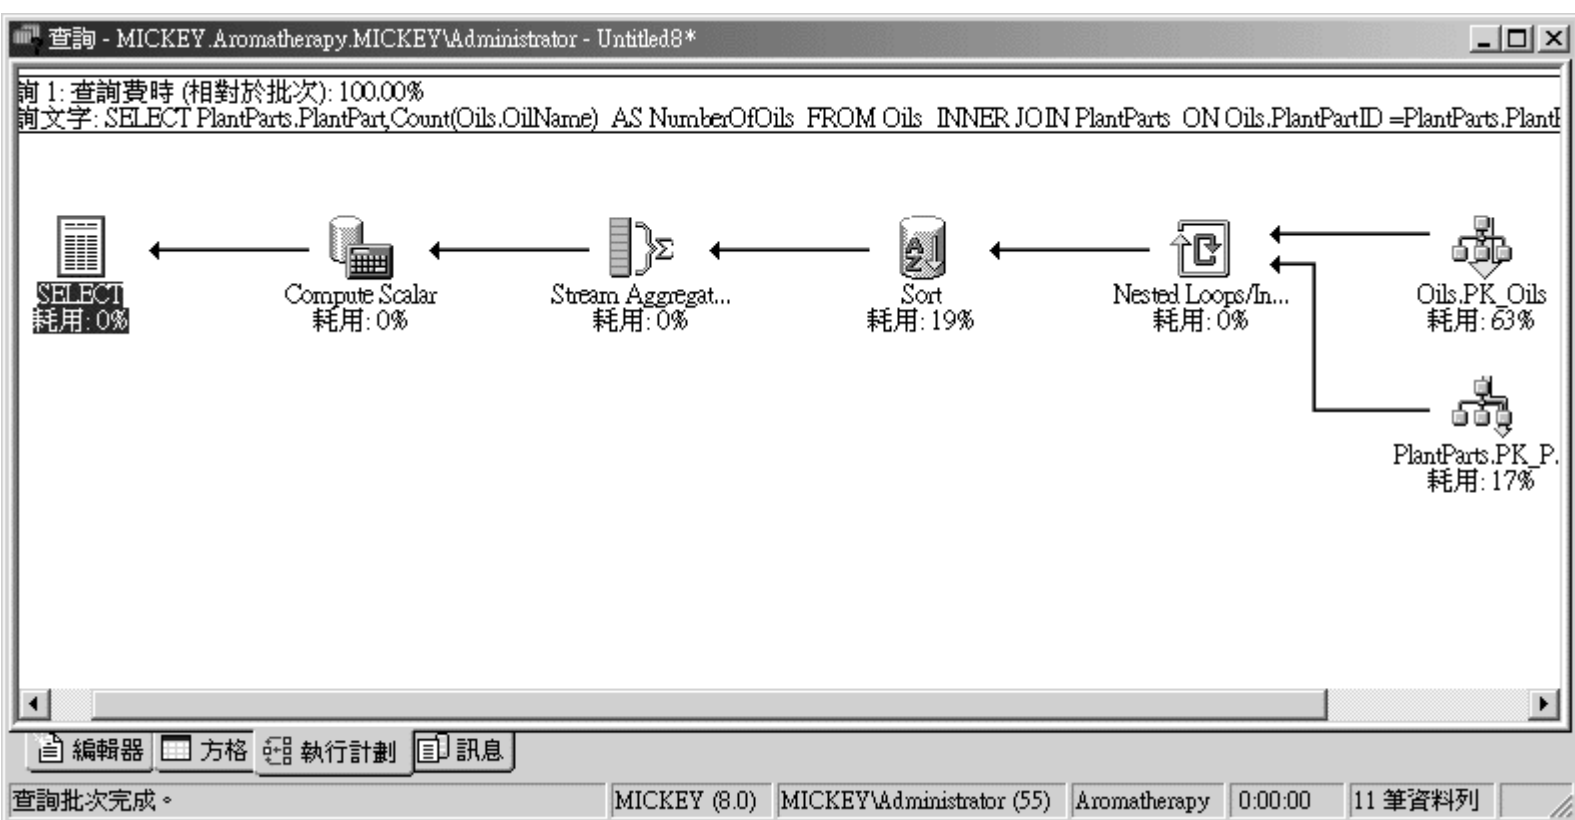 查詢 - MICKEY.Aromatherapy.MICKEY\Administrator - Untitled8*
詢 1: 查詢費時 (相對於批次): 100.00%
詢文字: SELECT PlantParts.PlantPart,Count(Oils.OilName)  AS NumberOfOils  FROM Oils  INNER JOIN PlantParts  ON Oils.PlantPartID =PlantParts.Plant
SELECT
耗用: 0%
Compute Scalar
耗用: 0%
Stream Aggregat...
耗用: 0%
Sort
耗用: 19%
Nested Loops/In...
耗用: 0%
Oils.PK_Oils
耗用: 63%
PlantParts.PK_P.
耗用: 17%
編輯器 方格 執行計劃 訊息
查詢批次完成。 MICKEY (8.0) MICKEY\Administrator (55) Aromatherapy 0:00:00 11 筆資料列